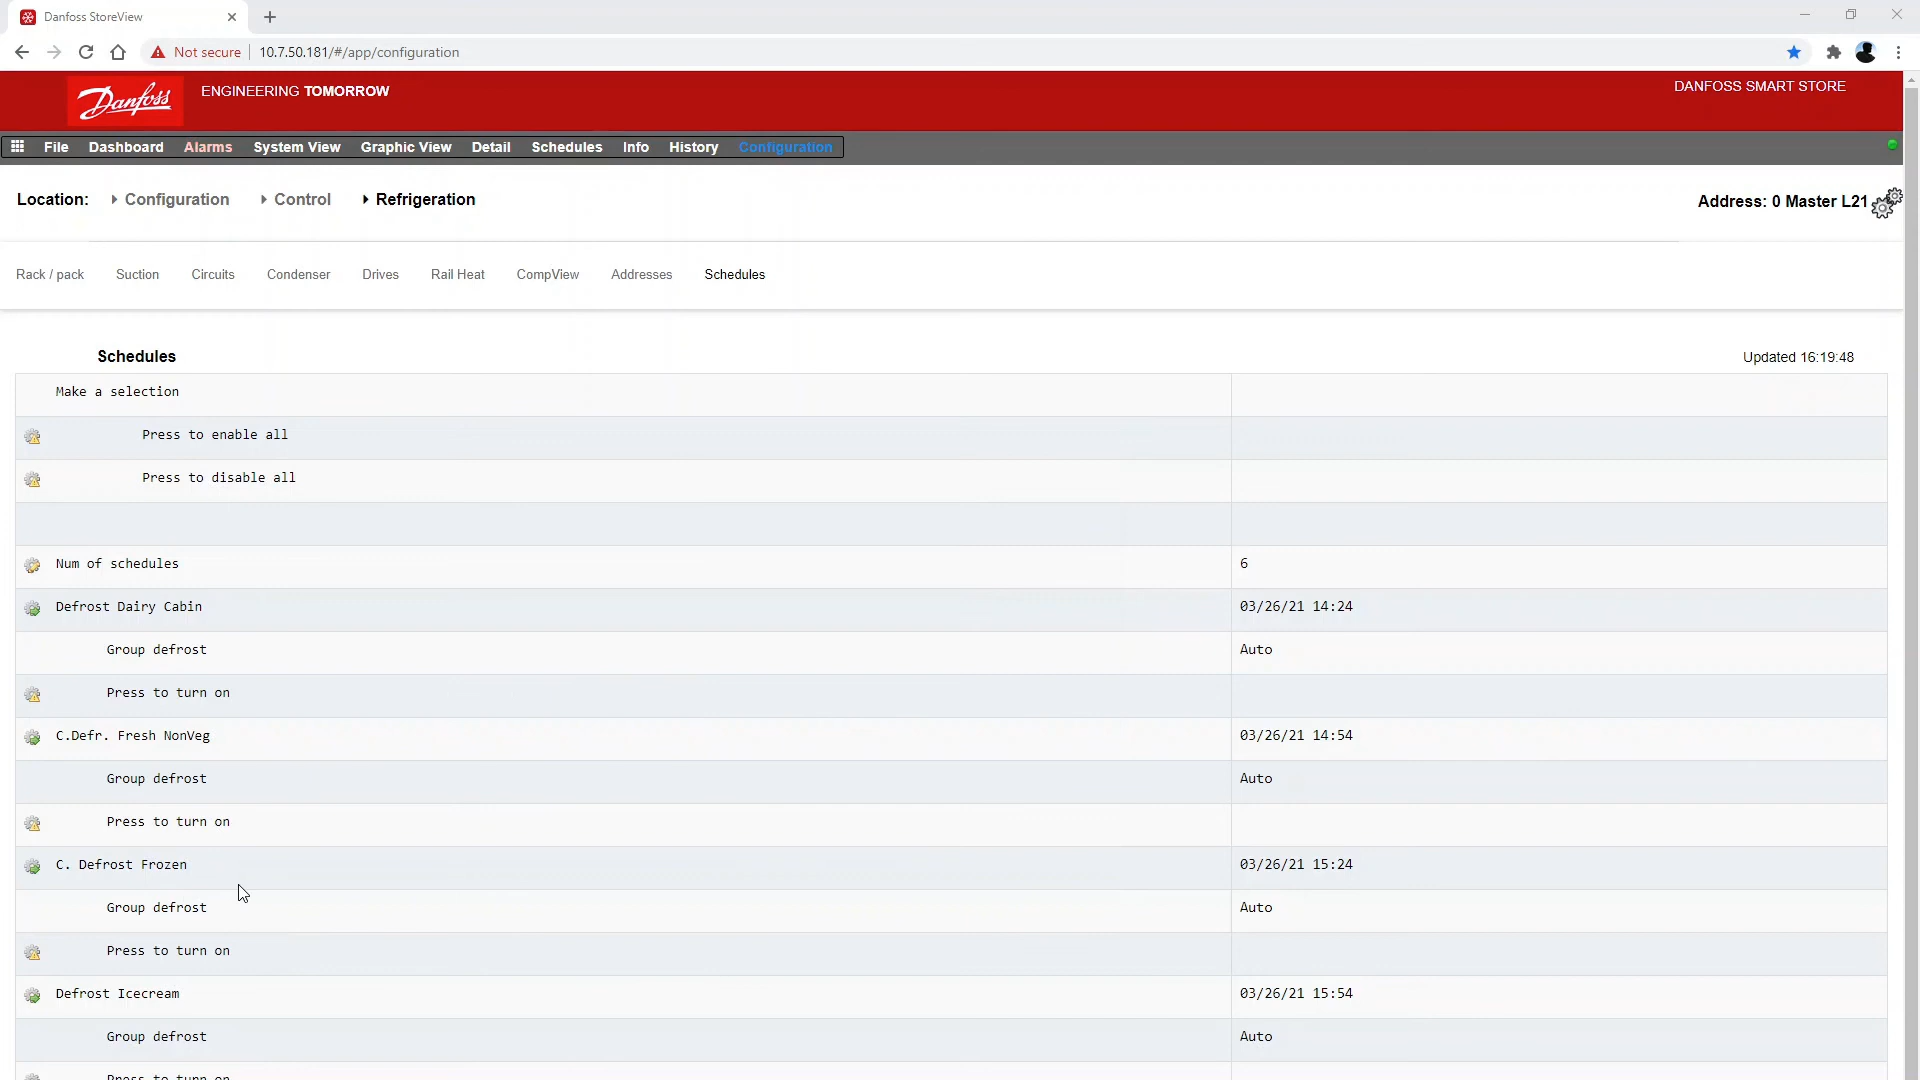 Danfoss StoreView
Not secure 10.7.50.181/#/app/configuration
Danfoss ENGINEERING TOMORROW DANFOSS SMART STORE
File Dashboard Alarms System View Graphic View Detail Schedules Info History Configuration
Location: Configuration Control Refrigeration Address: 0 Master L21
Rack / pack Suction Circuits Condenser Drives Rail Heat CompView Addresses Schedules
Schedules Updated 16:19:48
Make a selection
Press to enable all
Press to disable all
Num of schedules 6
Defrost Dairy Cabin 03/26/21 14:24
Group defrost Auto
Press to turn on
C.Defr. Fresh NonVeg 03/26/21 14:54
Group defrost Auto
Press to turn on
C. Defrost Frozen 03/26/21 15:24
Group defrost Auto
Press to turn on
Defrost Icecream 03/26/21 15:54
Group defrost Auto
Press to turn on